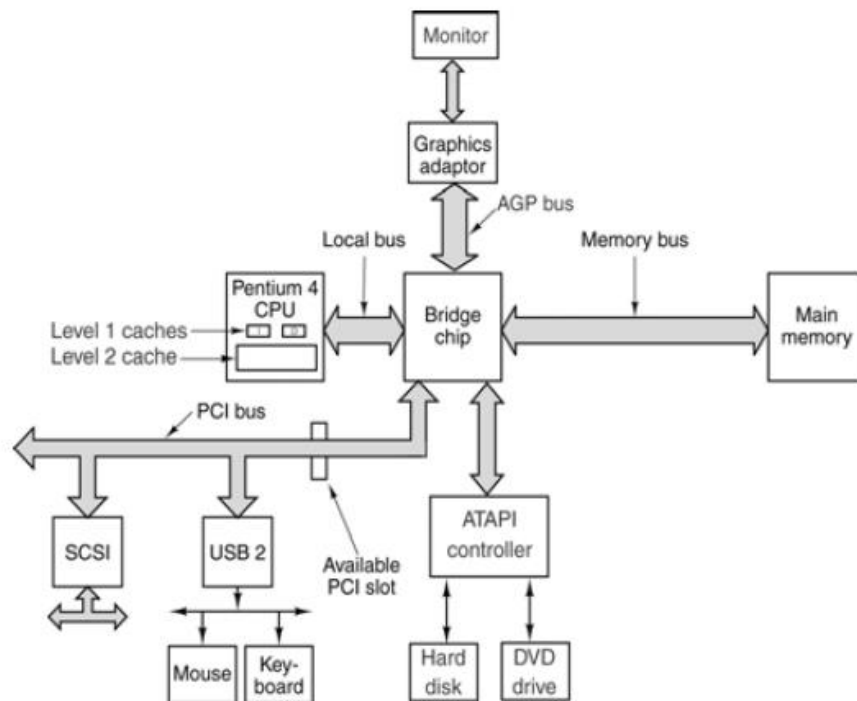 Monitor
Graphics
adaptor
AGP bus
Local bus
Memory bus
Pentium 4
CPU
Level 1 caches
Level 2 cache
Bridge
chip
Main
memory
PCI bus
SCSI
USB 2
Available
PCI slot
ATAPI
controller
Mouse
Key-
board
Hard
disk
DVD
drive